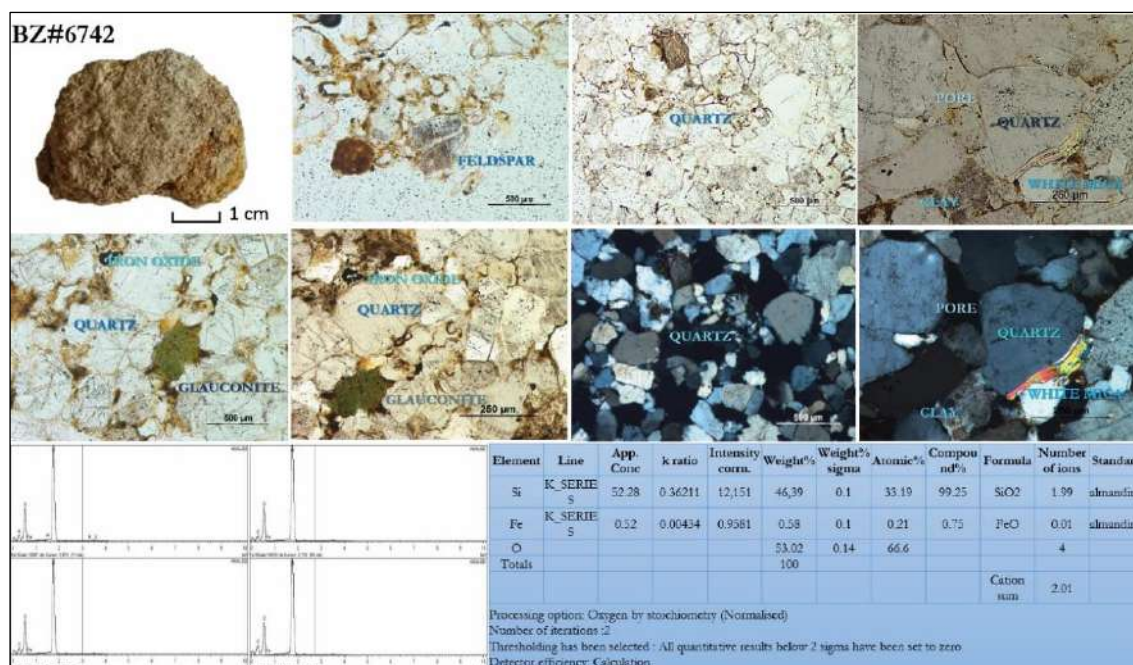 BZ#6742
1 cm
FELDSPAR
500 µm
QUARTZ
500 µm
PORE
QUARTZ
WHITE MICA
CLAY
250 µm
IRON OXIDE
QUARTZ
GLAUCONITE
500 µm
IRON OXIDE
QUARTZ
GLAUCONITE
250 µm
QUARTZ
500 µm
PORE
QUARTZ
WHITE MICA
CLAY
Element Line App. Conc k ratio Intensity corrn. Weight% Weight% sigma Atomic% Compound% Formula Number of ions Standar
Si K_SERIES 52.28 0.36211 12,151 46,39 0.1 33.19 99.25 SiO2 1.99 almandin
Fe K_SERIES 0.52 0.00434 0.9581 0.58 0.1 0.21 0.75 FeO 0.01 almandin
O 53.02 0.14 66.6 4
Totals 100
Cation sum 2.01
Processing option: Oxygen by stoichiometry (Normalised)
Number of iterations :2
Thresholding has been selected : All quantitative results below 2 sigma have been set to zero
Detector efficiency: Calculation